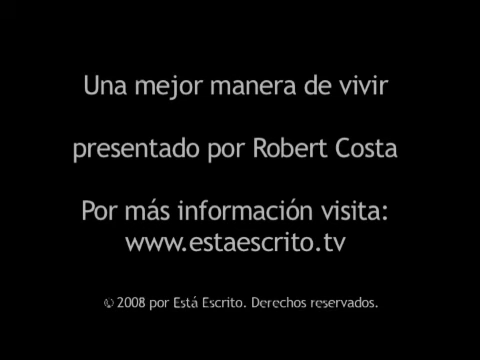 Una mejor manera de vivir
presentado por Robert Costa
Por más información visita:
www.estaescrito.tv
© 2008 por Está Escrito. Derechos reservados.